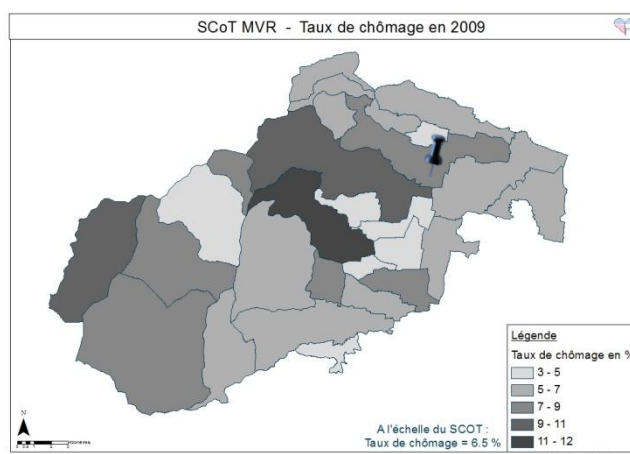 SCoT MVR - Taux de chômage en 2009
Légende
Taux de chômage en %
3 - 5
5 - 7
7 - 9
9 - 11
11 - 12
N
A l'échelle du SCOT :
Taux de chômage = 6.5 %